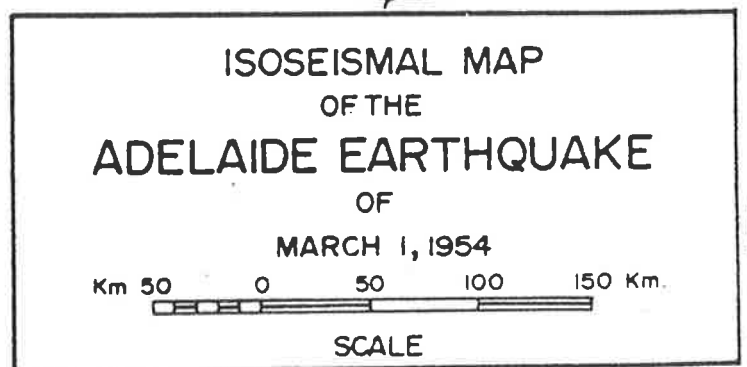 ISOSEISMAL MAP
OF THE
ADELAIDE EARTHQUAKE
OF
MARCH 1, 1954
Km 50 0 50 100 150 Km.
SCALE